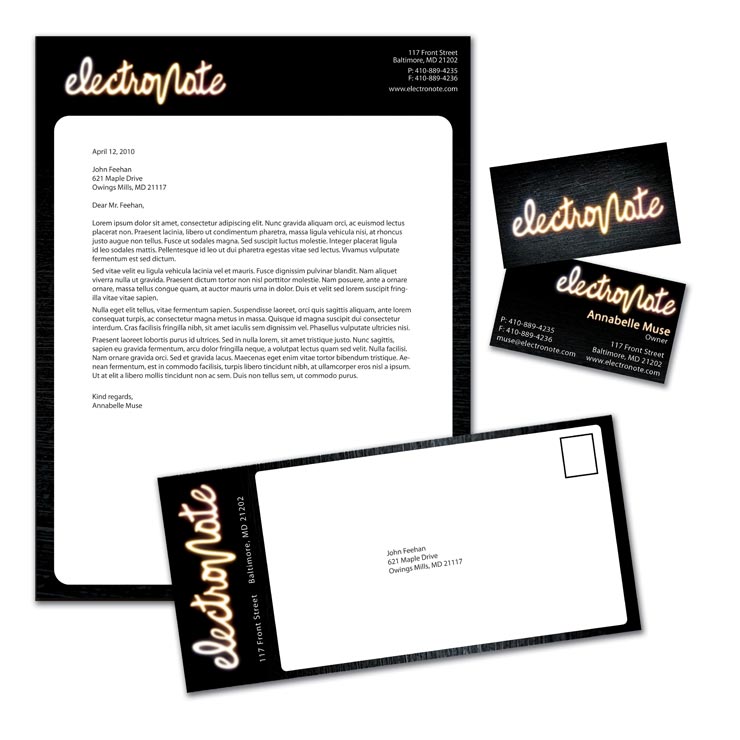 electronote
117 Front Street
Baltimore, MD 21202
P: 410-889-4235
F: 410-889-4236
www.electronote.com
April 12, 2010
John Feehan
621 Maple Drive
Owings Mills, MD 21117
Dear Mr. Feehan,
Lorem ipsum dolor sit amet, consectetur adipiscing elit. Nunc gravida aliquam orci, ac euismod lectus
placerat non. Praesent lacinia, libero ut condimentum pharetra, massa ligula vehicula nisi, at rhoncus
justo augue non tellus. Fusce ut sodales magna. Sed suscipit luctus molestie. Integer placerat ligula
id leo sodales mattis. Pellentesque id leo ut dui pharetra egestas sed quis lectus. Vivamus vulputate
fermentum est sed dictum.
Sed vitae velit eu ligula vehicula lacinia vel et mauris. Fusce dignissim pulvinar blandit. Nam aliquet
viverra nulla ut gravida. Praesent dictum tortor non nisl porttitor molestie. Nam posuere, ante a ornare
ornare, massa tellus congue quam, at auctor mauris urna in dolor. Duis et velit sed lorem suscipit fring-
illa vitae vitae sapien.
Nulla eget elit tellus, vitae fermentum sapien. Suspendisse laoreet, orci quis sagittis aliquam, ante lorem
consequat turpis, ac consectetur magna metus in massa. Quisque id magna suscipit dui consectetur
interdum. Cras facilisis fringilla nibh, sit amet iaculis sem dignissim vel. Phasellus vulputate ultricies nisi.
Praesent laoreet lobortis purus id ultrices. Sed in nulla lorem, sit amet tristique justo. Nunc sagittis,
sapien eu gravida fermentum, arcu dolor fringilla neque, a volutpat nequat suscipit est. Nulla facilisi.
Nam ornare gravida orci. Sed et gravida lacus. Maecenas eget enim vitae tortor bibendum tristique. Ae-
nean fermentum, est in commodo facilisis, turpis libero tincidunt nibh, at ullamcorper eros nisl a ipsum.
Ut at elit a libero mollis tincidunt non ac sem. Duis non tellus sem, ut commodo purus.
Kind regards,
Annabelle Muse
electronote
electronote
Annabelle Muse
Owner
P: 410-889-4235
F: 410-889-4236
muse@electronote.com
117 Front Street
Baltimore, MD 21202
www.electronote.com
electronote
117 Front Street Baltimore, MD 21202
John Feehan
621 Maple Drive
Owings Mills, MD 21117